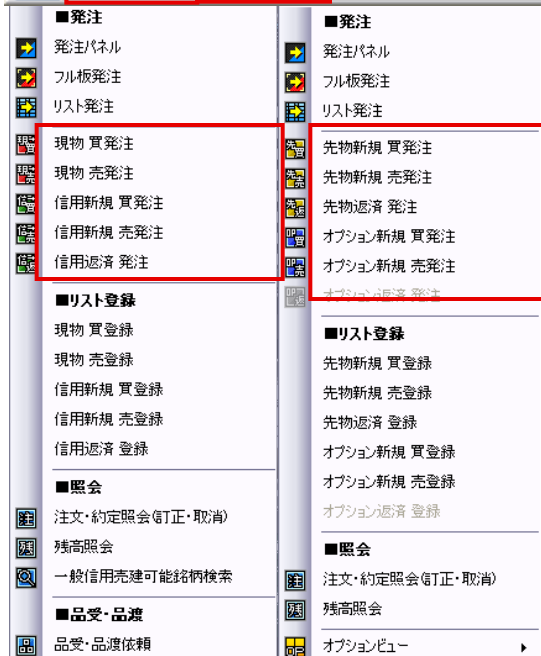 ■発注
発注パネル
フル板発注
リスト発注
現物 買発注
現物 売発注
信用新規 買発注
信用新規 売発注
信用返済 発注
■リスト登録
現物 買登録
現物 売登録
信用新規 買登録
信用新規 売登録
信用返済 登録
■照会
注文・約定照会(訂正・取消)
残高照会
一般信用売建可能銘柄検索
■品受・品渡
品受・品渡依頼
■発注
発注パネル
フル板発注
リスト発注
先物新規 買発注
先物新規 売発注
先物返済 発注
オプション新規 買発注
オプション新規 売発注
オプション返済 発注
■リスト登録
先物新規 買登録
先物新規 売登録
先物返済 登録
オプション新規 買登録
オプション新規 売登録
オプション返済 登録
■照会
注文・約定照会(訂正・取消)
残高照会
オプションビュー